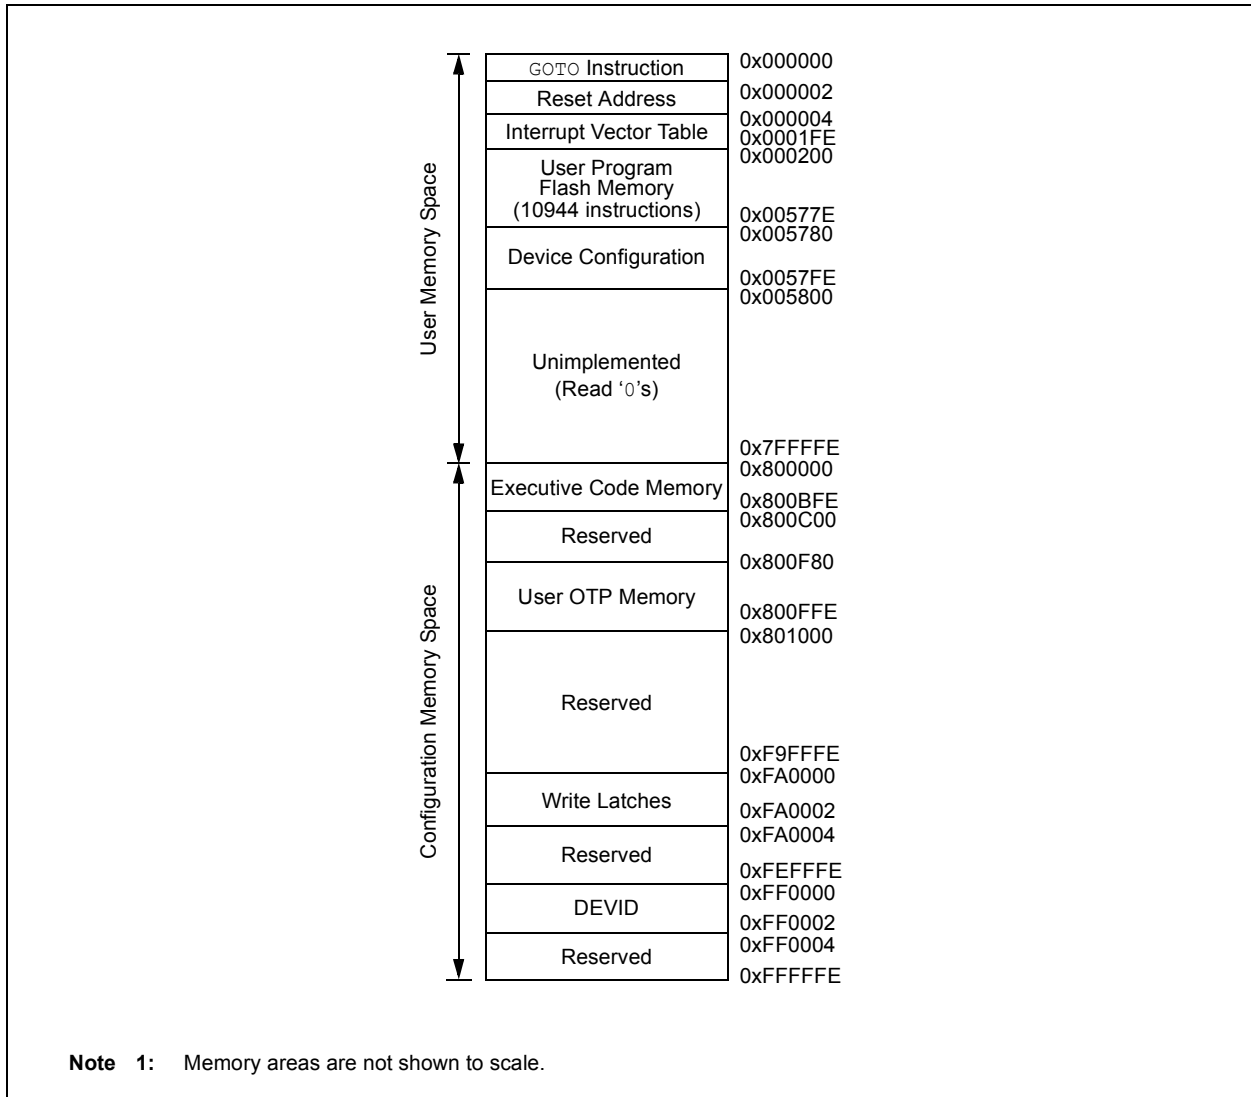 GOTO Instruction
0x000000
Reset Address
0x000002
0x000004
Interrupt Vector Table
0x0001FE
0x000200
User Program
Flash Memory
(10944 instructions)
0x00577E
0x005780
Device Configuration
0x0057FE
0x005800
User Memory Space
Unimplemented
(Read ‘0’s)
0x7FFFFE
0x800000
Executive Code Memory
0x800BFE
0x800C00
Reserved
0x800F80
User OTP Memory
0x800FFE
0x801000
Configuration Memory Space
Reserved
0xF9FFFE
0xFA0000
Write Latches
0xFA0002
0xFA0004
Reserved
0xFEFFFE
0xFF0000
DEVID
0xFF0002
0xFF0004
Reserved
0xFFFFFE
Note 1: Memory areas are not shown to scale.